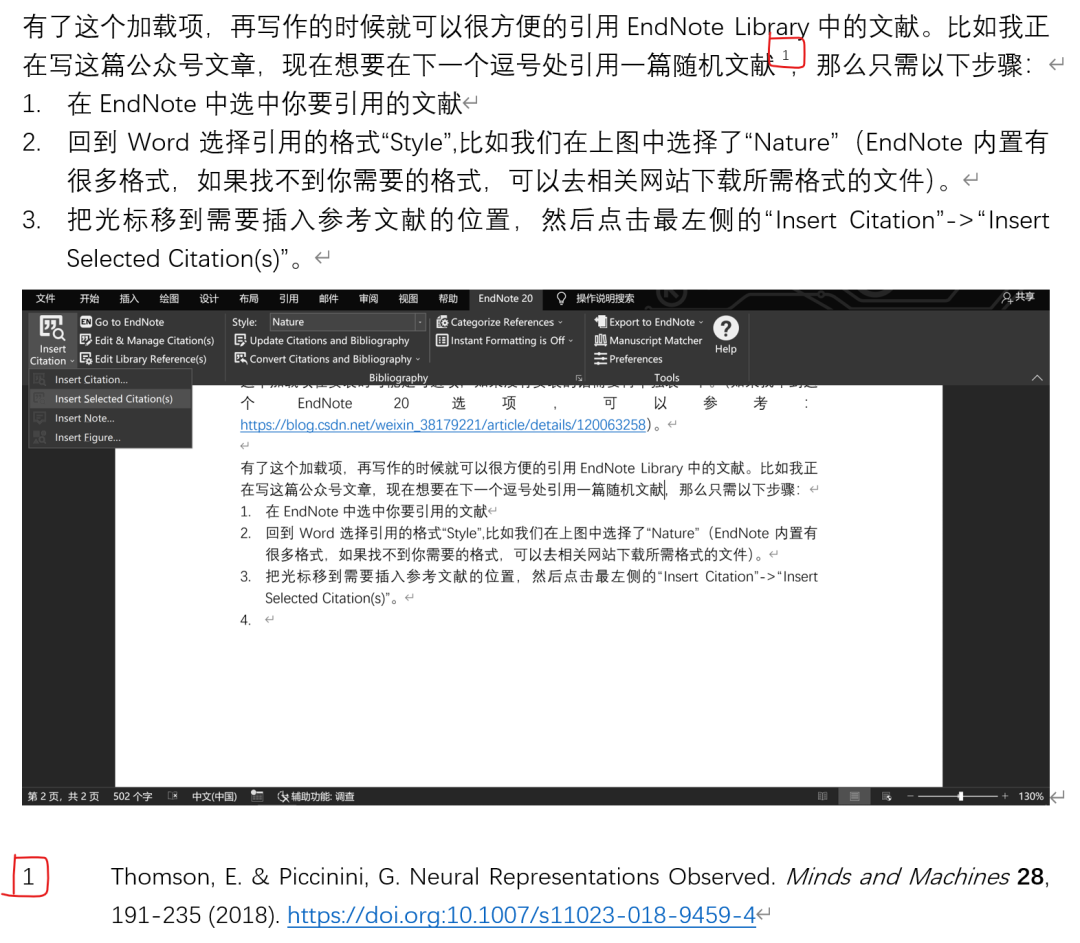 有了这个加载项，再写作的时候就可以很方便的引用 EndNote Library 中的文献。比如我正
在写这篇公众号文章，现在想要在下一个逗号处引用一篇随机文献1，那么只需以下步骤：
1. 在 EndNote 中选中你要引用的文献
2. 回到 Word 选择引用的格式“Style”,比如我们在上图中选择了“Nature”（EndNote 内置有
很多格式，如果找不到你需要的格式，可以去相关网站下载所需格式的文件）。
3. 把光标移到需要插入参考文献的位置，然后点击最左侧的“Insert Citation”->“Insert
Selected Citation(s)”。
文件 开始 插入 绘图 设计 布局 引用 邮件 审阅 视图 帮助 EndNote 20 操作说明搜索 共享
Go to EndNote Style: Nature Categorize References Export to EndNote
Edit & Manage Citation(s) Update Citations and Bibliography Instant Formatting is Off Manuscript Matcher
Insert Citation Edit Library Reference(s) Convert Citations and Bibliography Preferences Help
Bibliography Tools
Insert Citation...
Insert Selected Citation(s)
Insert Note...
Insert Figure...
个 EndNote 20 选项，可以参考：
https://blog.csdn.net/weixin_38179221/article/details/120063258）。
有了这个加载项，再写作的时候就可以很方便的引用 EndNote Library 中的文献。比如我正
在写这篇公众号文章，现在想要在下一个逗号处引用一篇随机文献，那么只需以下步骤：
1. 在 EndNote 中选中你要引用的文献
2. 回到 Word 选择引用的格式“Style”,比如我们在上图中选择了“Nature”（EndNote 内置有
很多格式，如果找不到你需要的格式，可以去相关网站下载所需格式的文件）。
3. 把光标移到需要插入参考文献的位置，然后点击最左侧的“Insert Citation”->“Insert
Selected Citation(s)”。
4.
第 2 页，共 2 页 502 个字 中文(中国) 辅助功能: 调查 130%
1 Thomson, E. & Piccinini, G. Neural Representations Observed. Minds and Machines 28,
191-235 (2018). https://doi.org:10.1007/s11023-018-9459-4